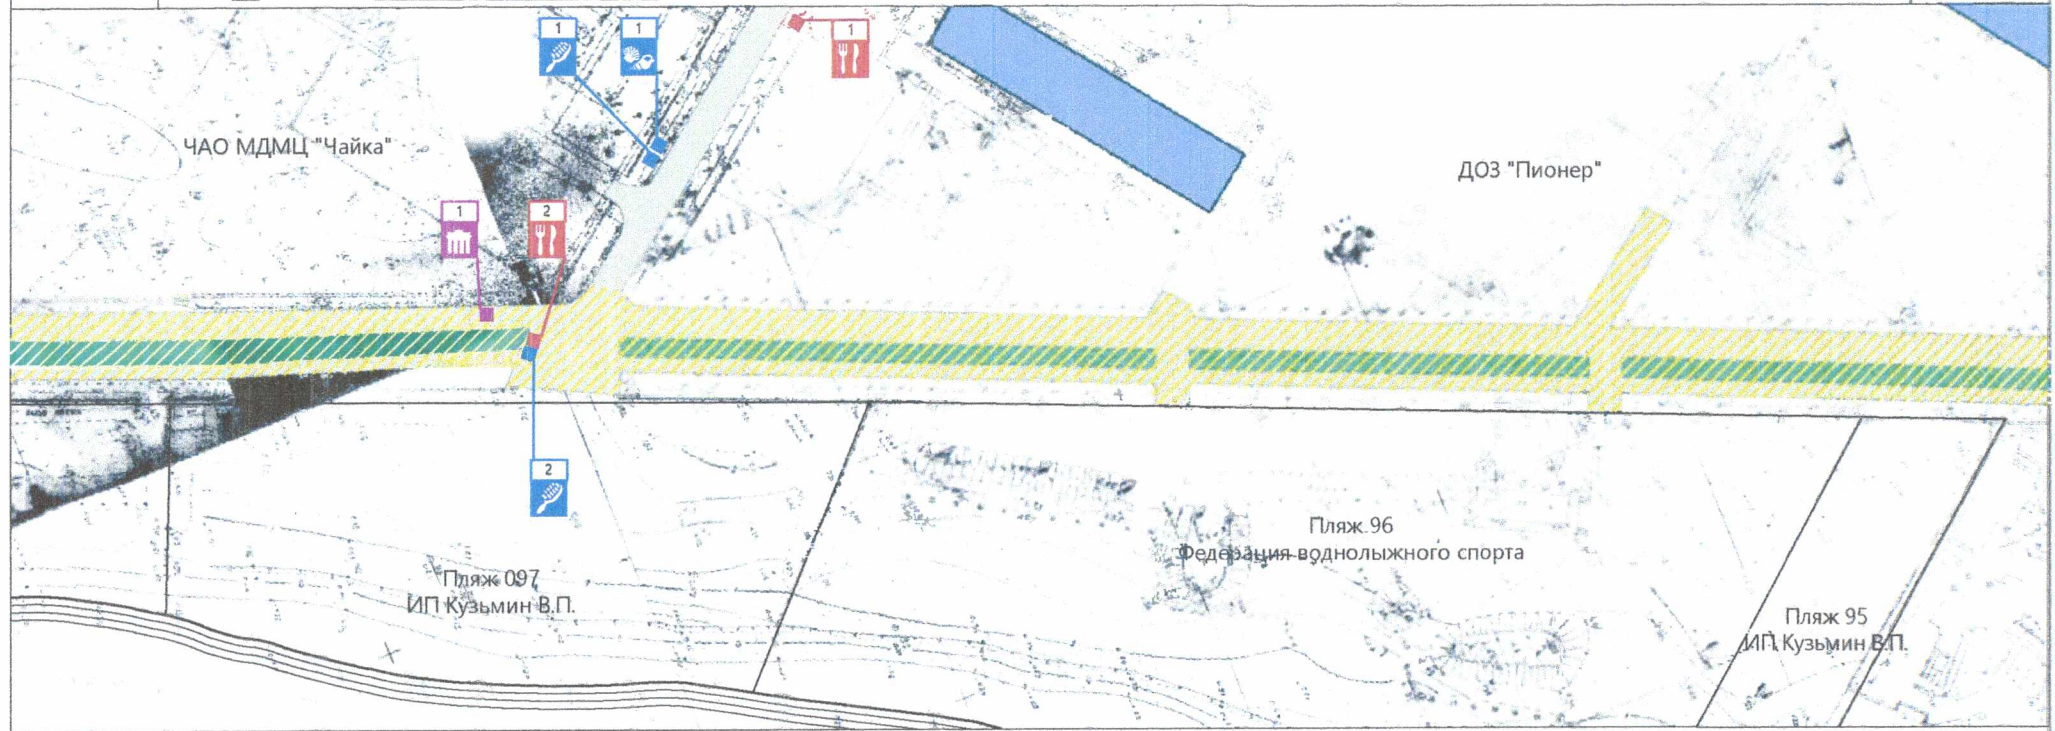 1
1
1
ЧАО МДМЦ "Чайка"
ДОЗ "Пионер"
1
2
2
Пляж 96
Федерация воднолыжного спорта
Пляж 097
ИП Кузьмин В.П.
Пляж 95
ИП Кузьмин В.П.